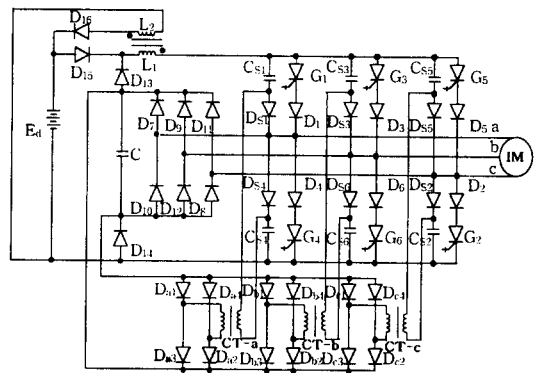 D16
L2
D15
L1
D13
CS1
G1
CS3
G3
CS5
G5
Ed
D7
D9
D11
DS1
D1
DS3
D3
DS5
D5
a
b
c
IM
C
D10
D12
D8
DS4
D4
DS6
D6
DS2
D2
D14
CS4
G4
CS6
G6
CS2
G2
Da1
Db1
Db4
Dc1
Dc4
CT-a
CT-b
CT-c
Da3
Da2
Db3
Db2
Dc3
Dc2